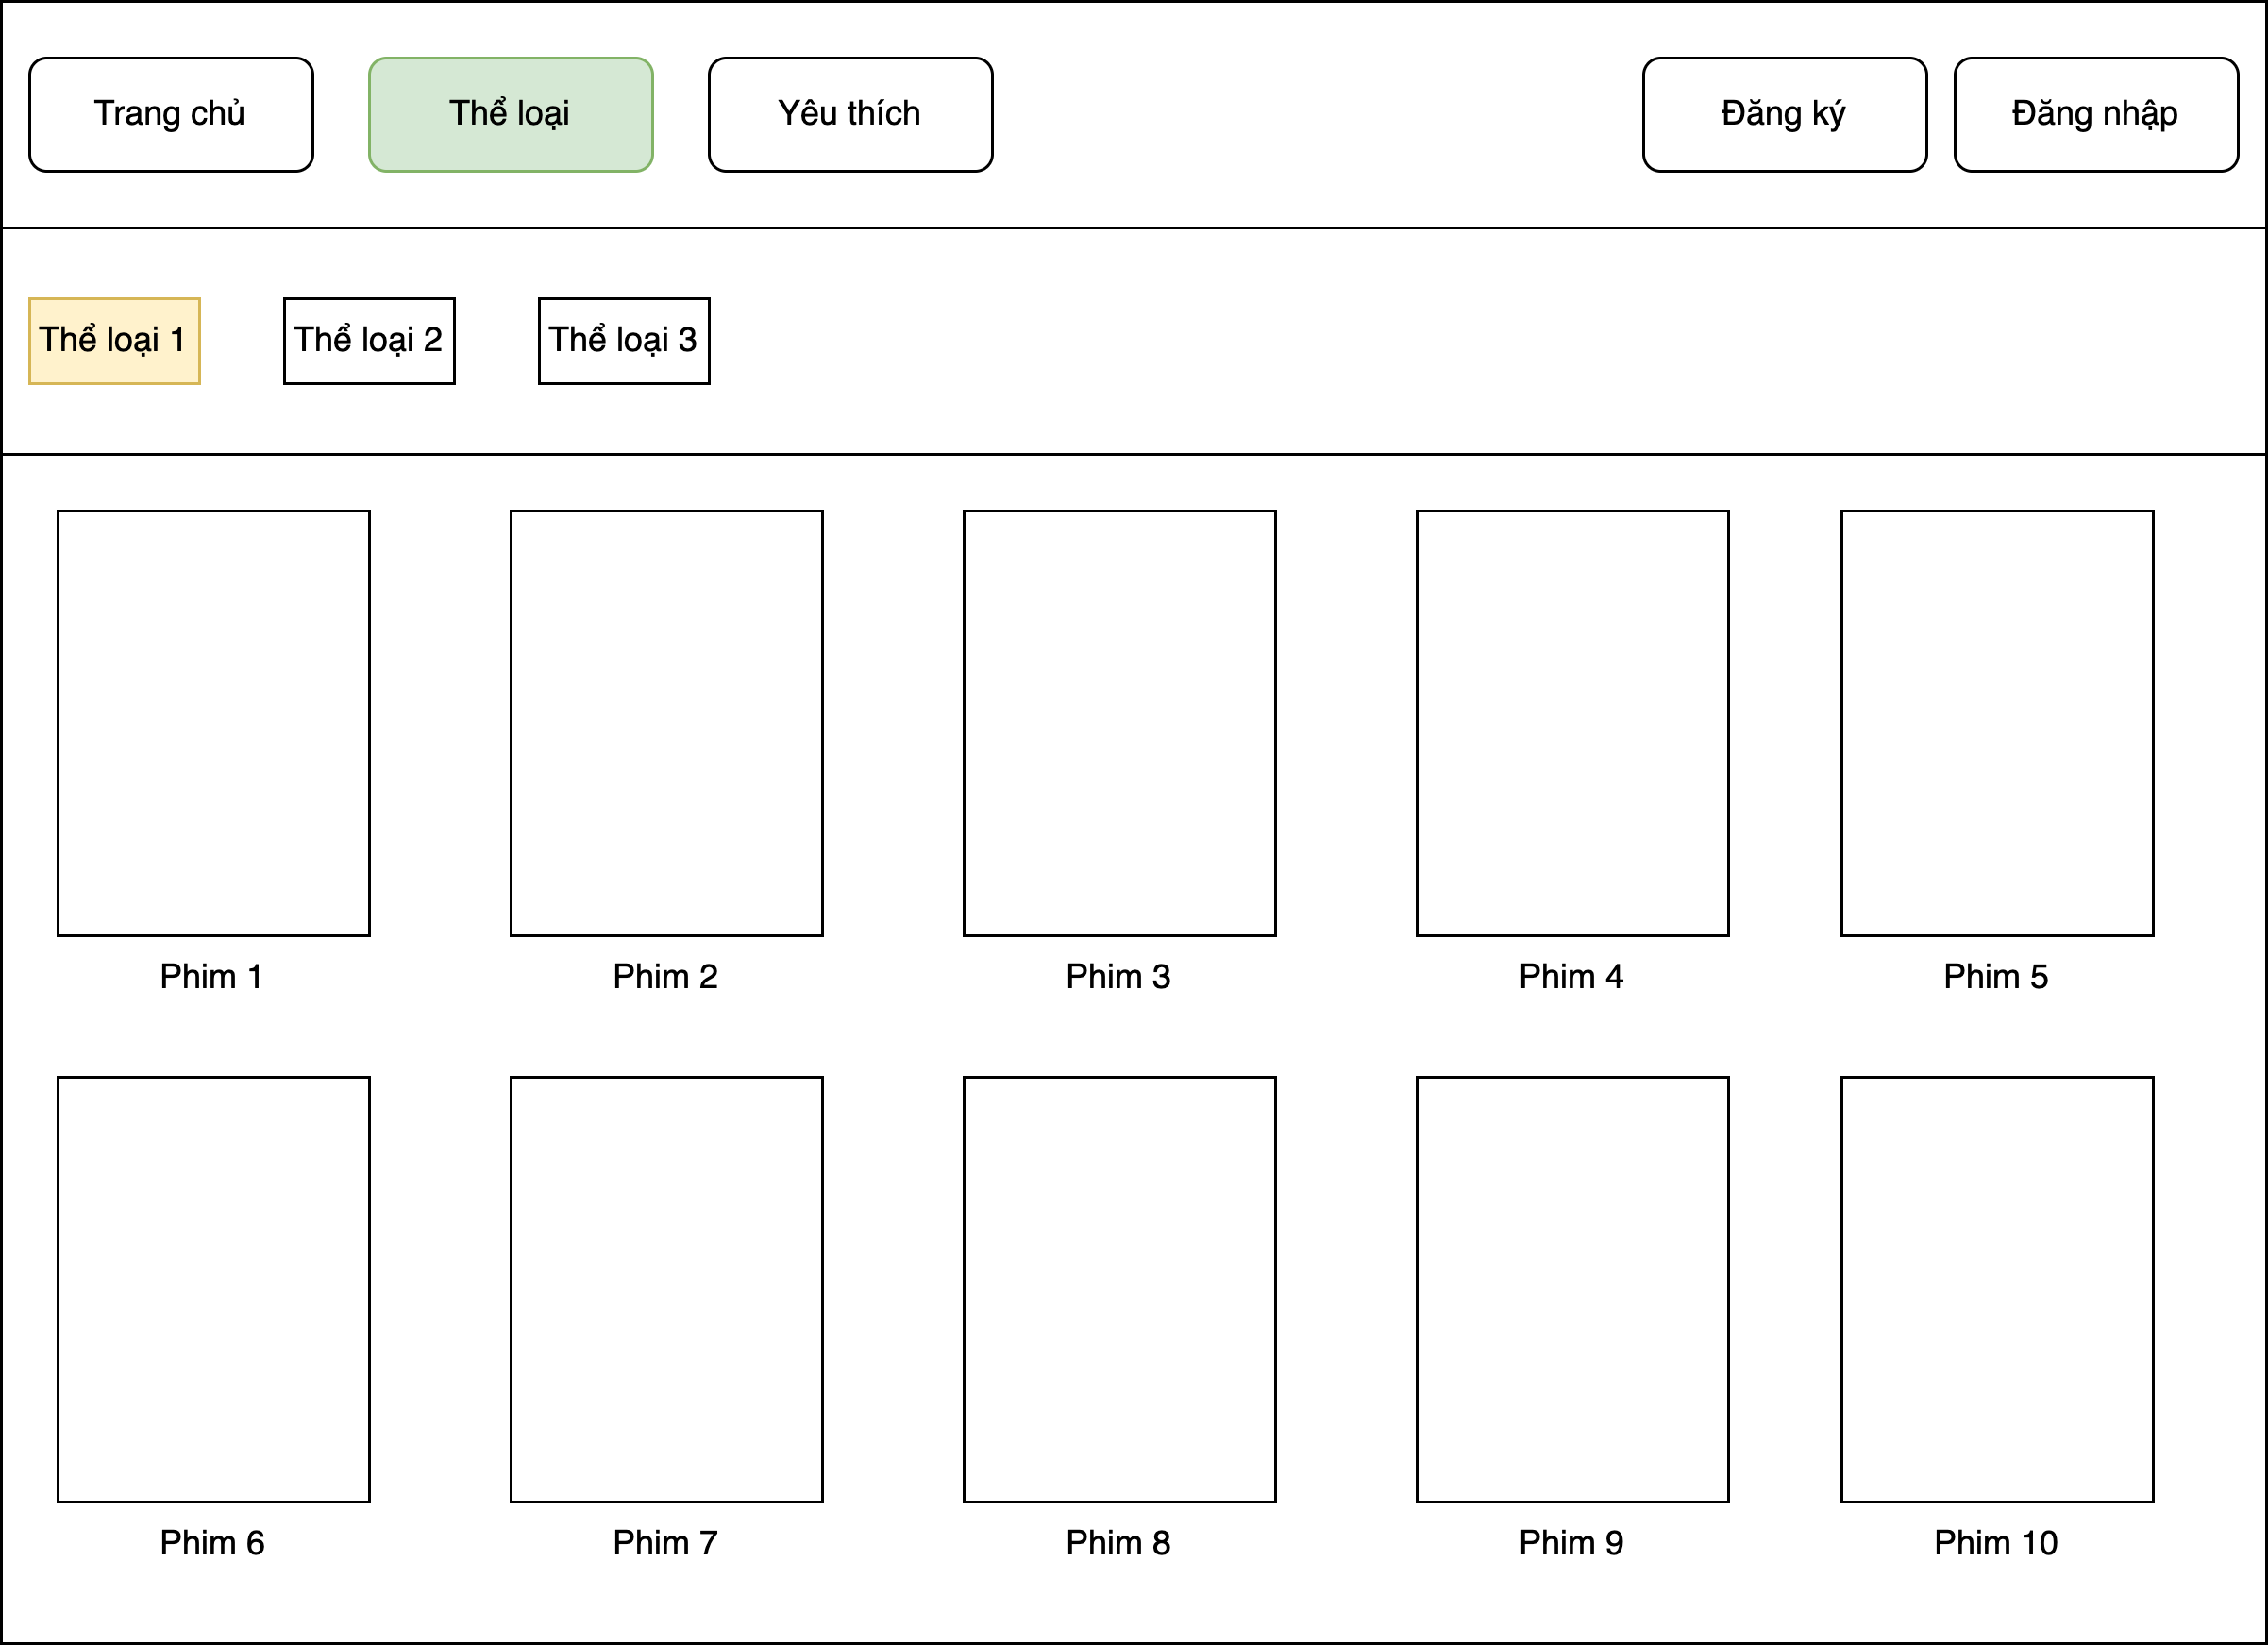 Trang chủ
Thể loại
Yêu thích
Đăng ký
Đăng nhập
Thể loại 1
Thể loại 2
Thể loại 3
Phim 1
Phim 2
Phim 3
Phim 4
Phim 5
Phim 6
Phim 7
Phim 8
Phim 9
Phim 10